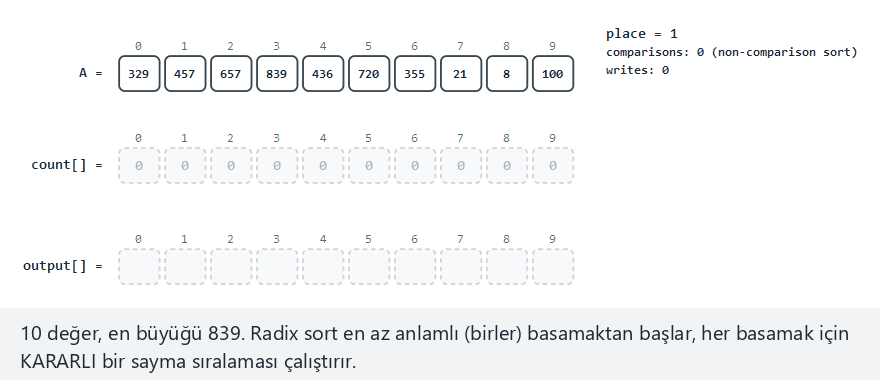 place = 1
comparisons: 0 (non-comparison sort)
writes: 0
0 1 2 3 4 5 6 7 8 9
A = 329 457 657 839 436 720 355 21 8 100
0 1 2 3 4 5 6 7 8 9
count[] = 0 0 0 0 0 0 0 0 0 0
0 1 2 3 4 5 6 7 8 9
output[] =
10 değer, en büyüğü 839. Radix sort en az anlamlı (birler) basamaktan başlar, her basamak için
KARARLI bir sayma sıralaması çalıştırır.